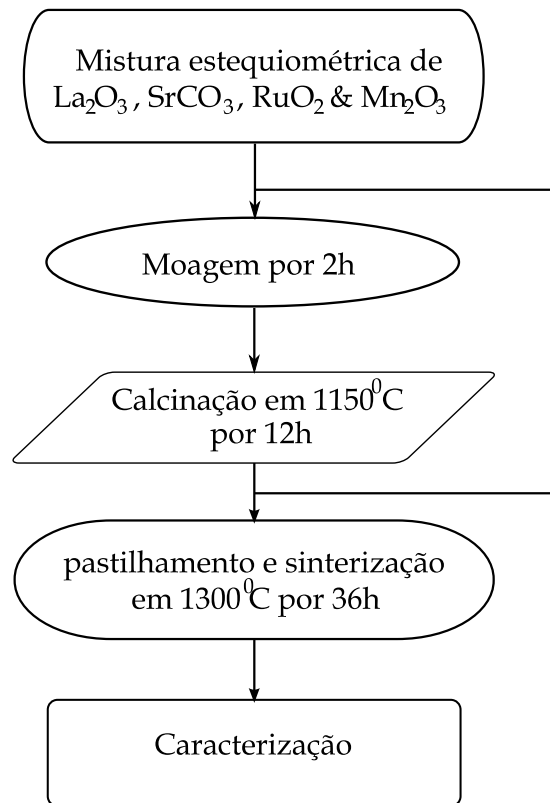 Mistura estequiométrica de
La₂O₃, SrCO₃, RuO₂ & Mn₂O₃
Moagem por 2h
Calcinação em 1150⁰C
por 12h
pastilhamento e sinterização
em 1300⁰C por 36h
Caracterização